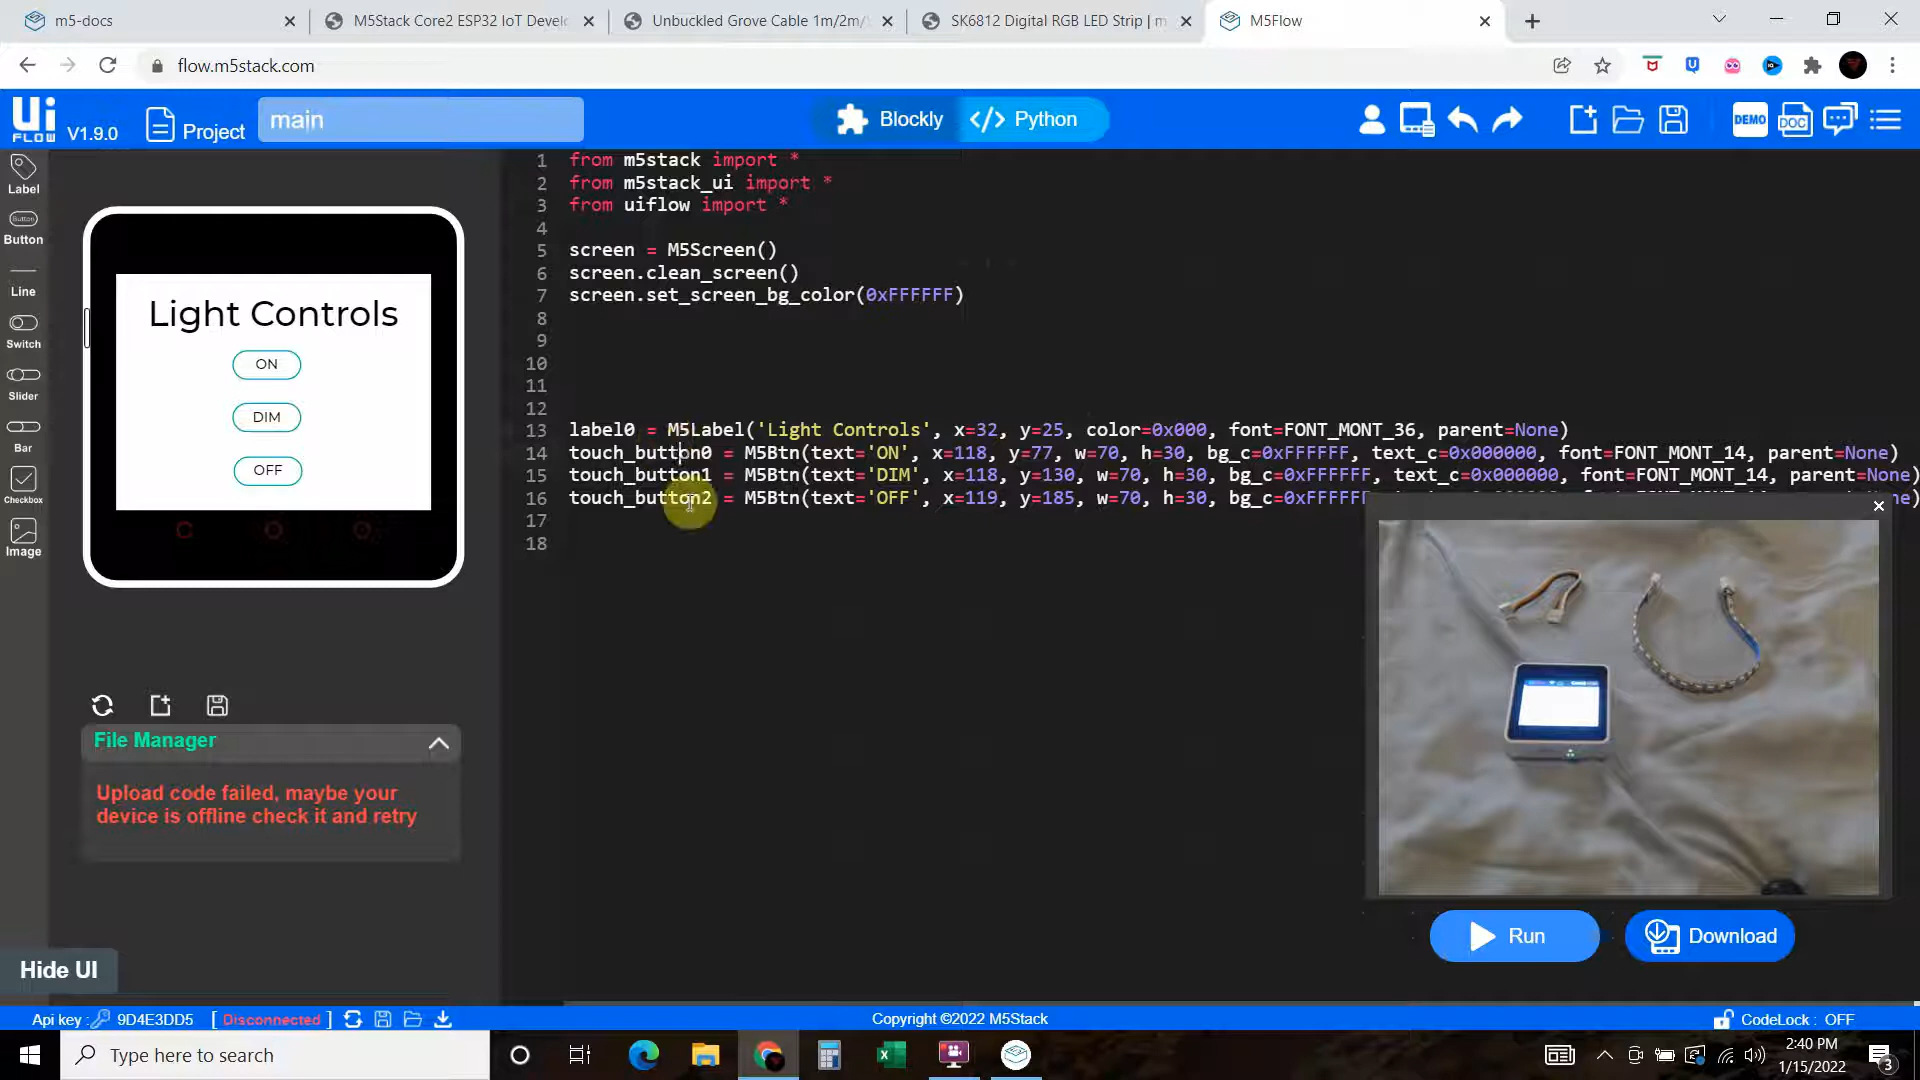 m5-docs
M5Stack Core2 ESP32 IoT Develo
Unbuckled Grove Cable 1m/2m/
SK6812 Digital RGB LED Strip | m
M5Flow
flow.m5stack.com
Ui
FLOW
V1.9.0
Project
main
Blockly
Python
DEMO
DOC
Label
Button
Button
Line
Switch
Slider
Bar
Checkbox
Image
Light Controls
ON
DIM
OFF
1 from m5stack import *
2 from m5stack_ui import *
3 from uiflow import *
4
5 screen = M5Screen()
6 screen.clean_screen()
7 screen.set_screen_bg_color(0xFFFFFF)
8
9
10
11
12
13 label0 = M5Label('Light Controls', x=32, y=25, color=0x000, font=FONT_MONT_36, parent=None)
14 touch_button0 = M5Btn(text='ON', x=118, y=77, w=70, h=30, bg_c=0xFFFFFF, text_c=0x000000, font=FONT_MONT_14, parent=None)
15 touch_button1 = M5Btn(text='DIM', x=118, y=130, w=70, h=30, bg_c=0xFFFFFF, text_c=0x000000, font=FONT_MONT_14, parent=None)
16 touch_button2 = M5Btn(text='OFF', x=119, y=185, w=70, h=30, bg_c=0xFFFFFF
17
18
File Manager
Upload code failed, maybe your
device is offline check it and retry
Run
Download
Hide UI
Api key : 9D4E3DD5 [ Disconnected ]
Copyright ©2022 M5Stack
CodeLock : OFF
Type here to search
2:40 PM
1/15/2022
3